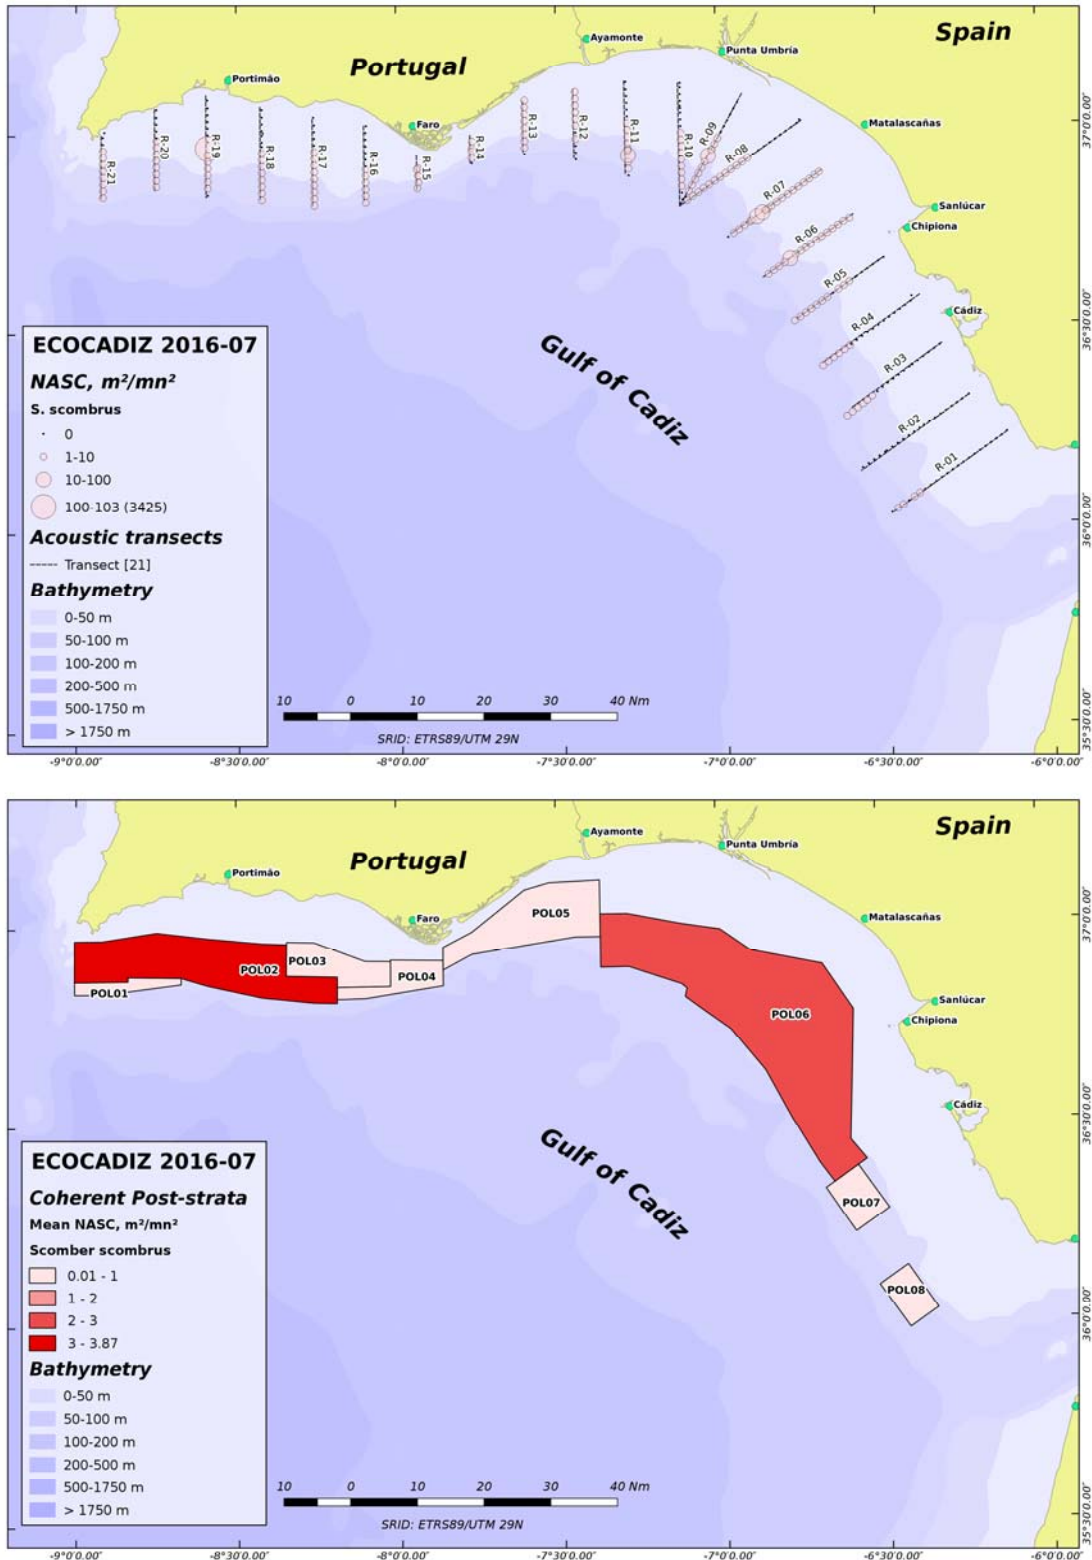 Spain
Ayamonte
Punta Umbría
Portugal
Portimão
Faro
Matalascañas
Sanlúcar
Chipiona
Cádiz
R-21
R-20
R-19
R-18
R-17
R-16
R-15
R-14
R-13
R-12
R-11
R-10
R-09
R-08
R-07
R-06
R-05
R-04
R-03
R-02
R-01
Gulf of Cadiz
37°0'0.00"
36°30'0.00"
36°0'0.00"
35°30'0.00"
ECOCADIZ 2016-07
NASC, m²/mn²
S. scombrus
0
1-10
10-100
100-103 (3425)
Acoustic transects
Transect [21]
Bathymetry
0-50 m
50-100 m
100-200 m
200-500 m
500-1750 m
> 1750 m
10 0 10 20 30 40 Nm
SRID: ETRS89/UTM 29N
-9°0'0.00" -8°30'0.00" -8°0'0.00" -7°30'0.00" -7°0'0.00" -6°30'0.00" -6°0'0.00"
Spain
Ayamonte
Punta Umbría
Portugal
Portimão
Faro
Matalascañas
Sanlúcar
Chipiona
Cádiz
POL01
POL02
POL03
POL04
POL05
POL06
POL07
POL08
Gulf of Cadiz
37°0'0.00"
36°30'0.00"
36°0'0.00"
35°30'0.00"
ECOCADIZ 2016-07
Coherent Post-strata
Mean NASC, m²/mn²
Scomber scombrus
0.01 - 1
1 - 2
2 - 3
3 - 3.87
Bathymetry
0-50 m
50-100 m
100-200 m
200-500 m
500-1750 m
> 1750 m
10 0 10 20 30 40 Nm
SRID: ETRS89/UTM 29N
-9°0'0.00" -8°30'0.00" -8°0'0.00" -7°30'0.00" -7°0'0.00" -6°30'0.00" -6°0'0.00"